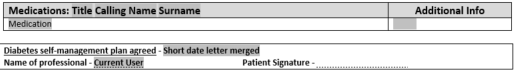 Medications: Title Calling Name Surname Additional Info
Medication
Diabetes self-management plan agreed - Short date letter merged
Name of professional - Current User Patient Signature -